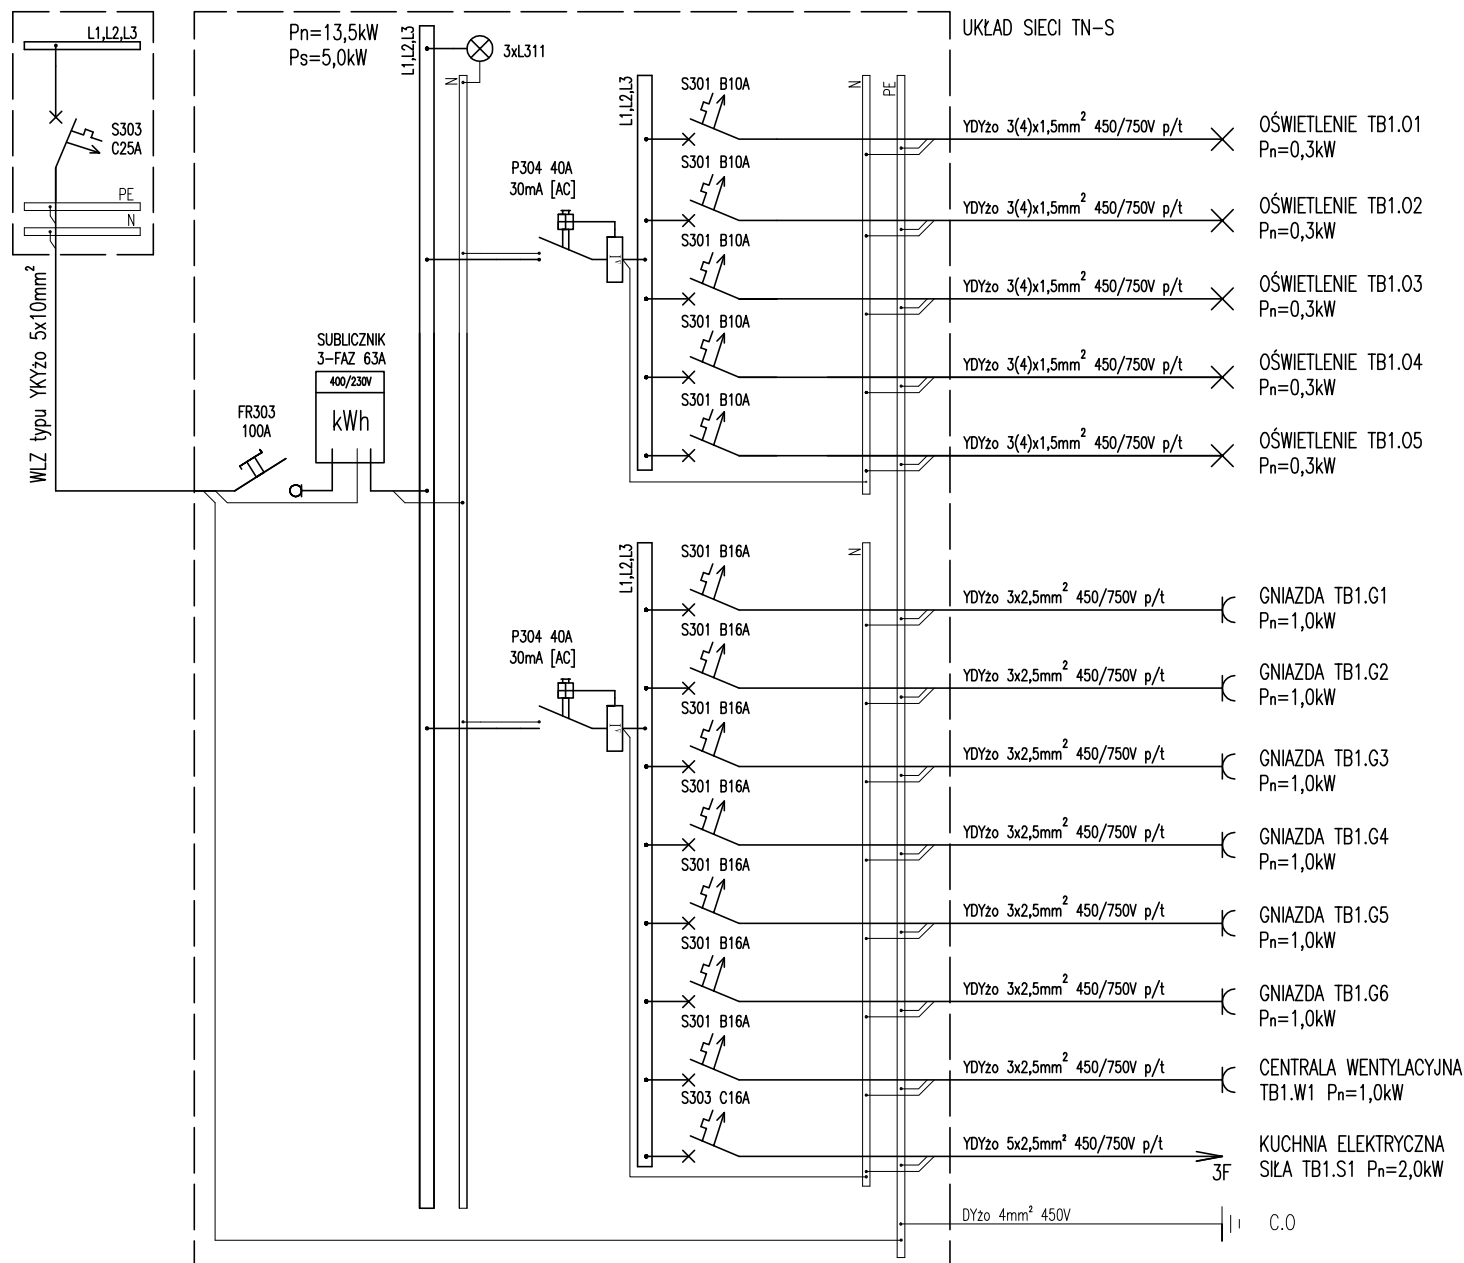 L1,L2,L3
S303
C25A
PE
N
WLZ typu YKYżo 5x10mm²
Pn=13,5kW
Ps=5,0kW
L1,L2,L3
3xL311
N
UKŁAD SIECI TN-S
FR303
100A
SUBLICZNIK
3-FAZ 63A
400/230V
kWh
P304 40A
30mA [AC]
L1,L2,L3
N
PE
S301 B10A
YDYżo 3(4)x1,5mm² 450/750V p/t
OŚWIETLENIE TB1.O1
Pn=0,3kW
S301 B10A
YDYżo 3(4)x1,5mm² 450/750V p/t
OŚWIETLENIE TB1.O2
Pn=0,3kW
S301 B10A
YDYżo 3(4)x1,5mm² 450/750V p/t
OŚWIETLENIE TB1.O3
Pn=0,3kW
S301 B10A
YDYżo 3(4)x1,5mm² 450/750V p/t
OŚWIETLENIE TB1.O4
Pn=0,3kW
S301 B10A
YDYżo 3(4)x1,5mm² 450/750V p/t
OŚWIETLENIE TB1.O5
Pn=0,3kW
P304 40A
30mA [AC]
L1,L2,L3
N
S301 B16A
YDYżo 3x2,5mm² 450/750V p/t
GNIAZDA TB1.G1
Pn=1,0kW
S301 B16A
YDYżo 3x2,5mm² 450/750V p/t
GNIAZDA TB1.G2
Pn=1,0kW
S301 B16A
YDYżo 3x2,5mm² 450/750V p/t
GNIAZDA TB1.G3
Pn=1,0kW
S301 B16A
YDYżo 3x2,5mm² 450/750V p/t
GNIAZDA TB1.G4
Pn=1,0kW
S301 B16A
YDYżo 3x2,5mm² 450/750V p/t
GNIAZDA TB1.G5
Pn=1,0kW
S301 B16A
YDYżo 3x2,5mm² 450/750V p/t
GNIAZDA TB1.G6
Pn=1,0kW
S301 B16A
YDYżo 3x2,5mm² 450/750V p/t
CENTRALA WENTYLACYJNA
TB1.W1 Pn=1,0kW
S303 C16A
YDYżo 5x2,5mm² 450/750V p/t
3F
KUCHNIA ELEKTRYCZNA
SIŁA TB1.S1 Pn=2,0kW
DYżo 4mm² 450V
C.O